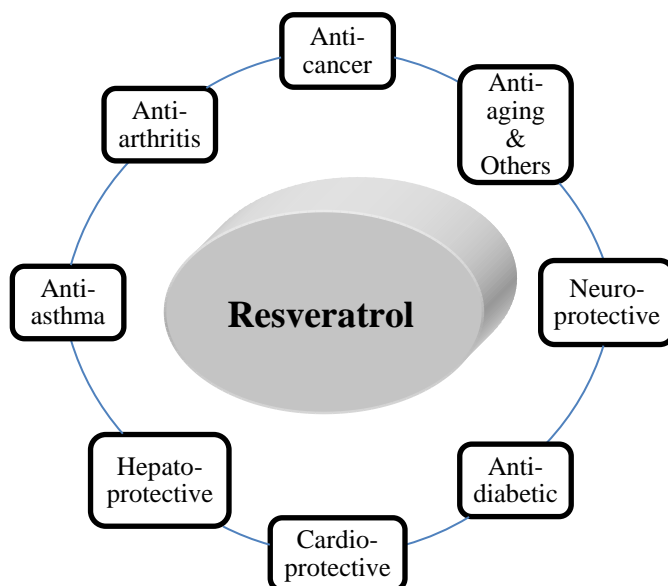 Anti-
cancer
Anti-
aging
&
Others
Anti-
arthritis
Neuro-
protective
Anti-
asthma
Resveratrol
Anti-
diabetic
Hepato-
protective
Cardio-
protective